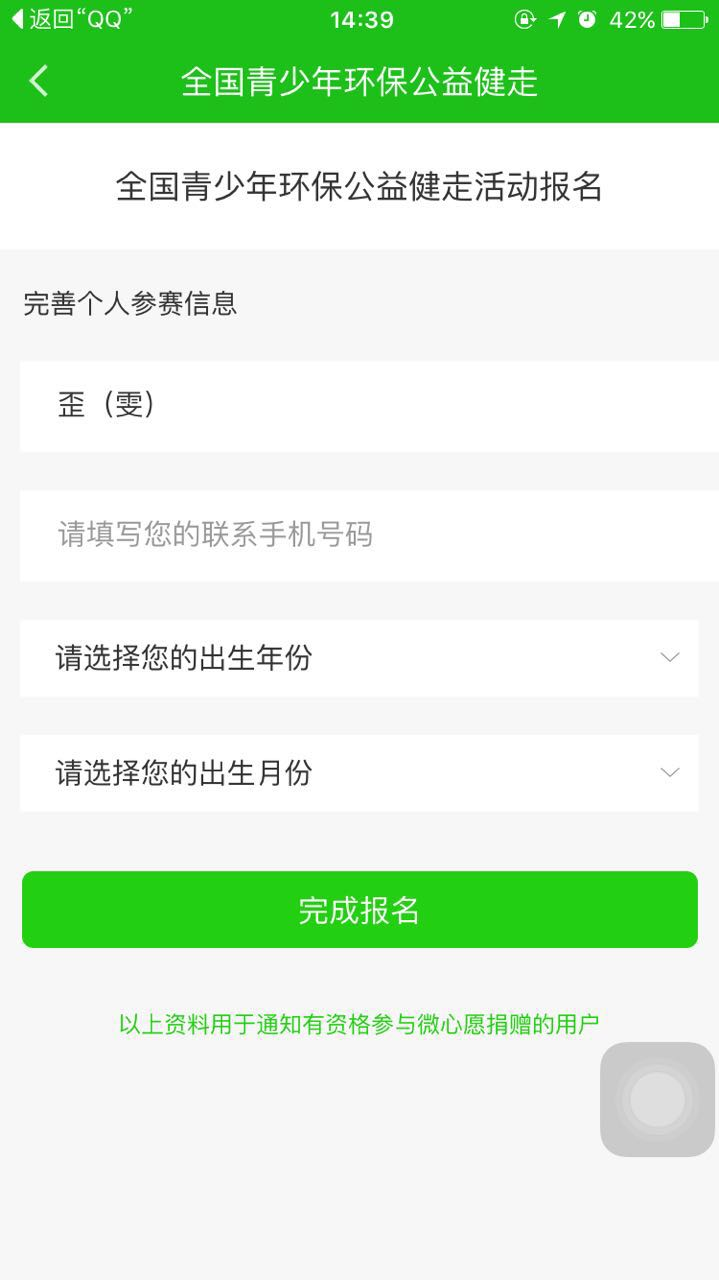 返回“QQ”
14:39
42%
全国青少年环保公益健走
全国青少年环保公益健走活动报名
完善个人参赛信息
歪（雯）
请填写您的联系手机号码
请选择您的出生年份
请选择您的出生月份
完成报名
以上资料用于通知有资格参与微心愿捐赠的用户